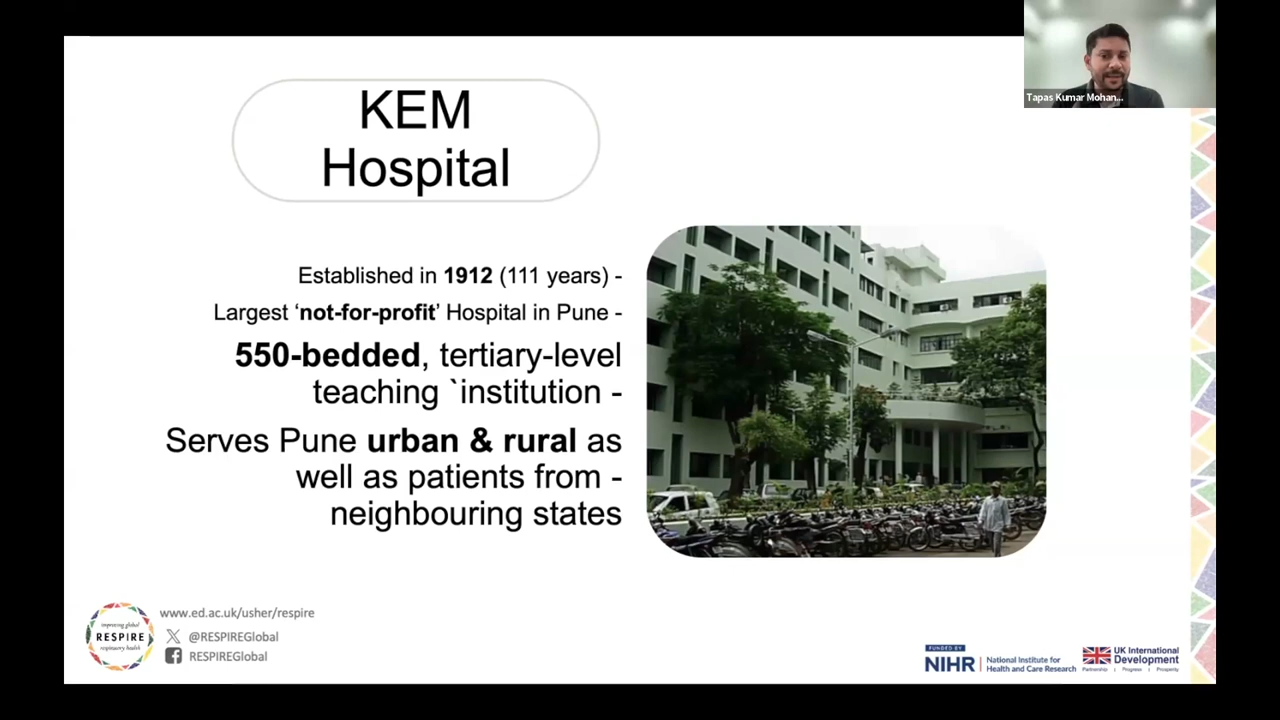 Tapas Kumar Mohan...
KEM
Hospital
Established in 1912 (111 years) -
Largest ‘not-for-profit’ Hospital in Pune -
550-bedded, tertiary-level
teaching `institution -
Serves Pune urban & rural as
well as patients from -
neighbouring states
improving global
RESPIRE
respiratory health
www.ed.ac.uk/usher/respire
@RESPIREGlobal
RESPIREGlobal
FUNDED BY
NIHR | National Institute for
Health and Care Research
UK International
Development
Partnership | Progress | Prosperity